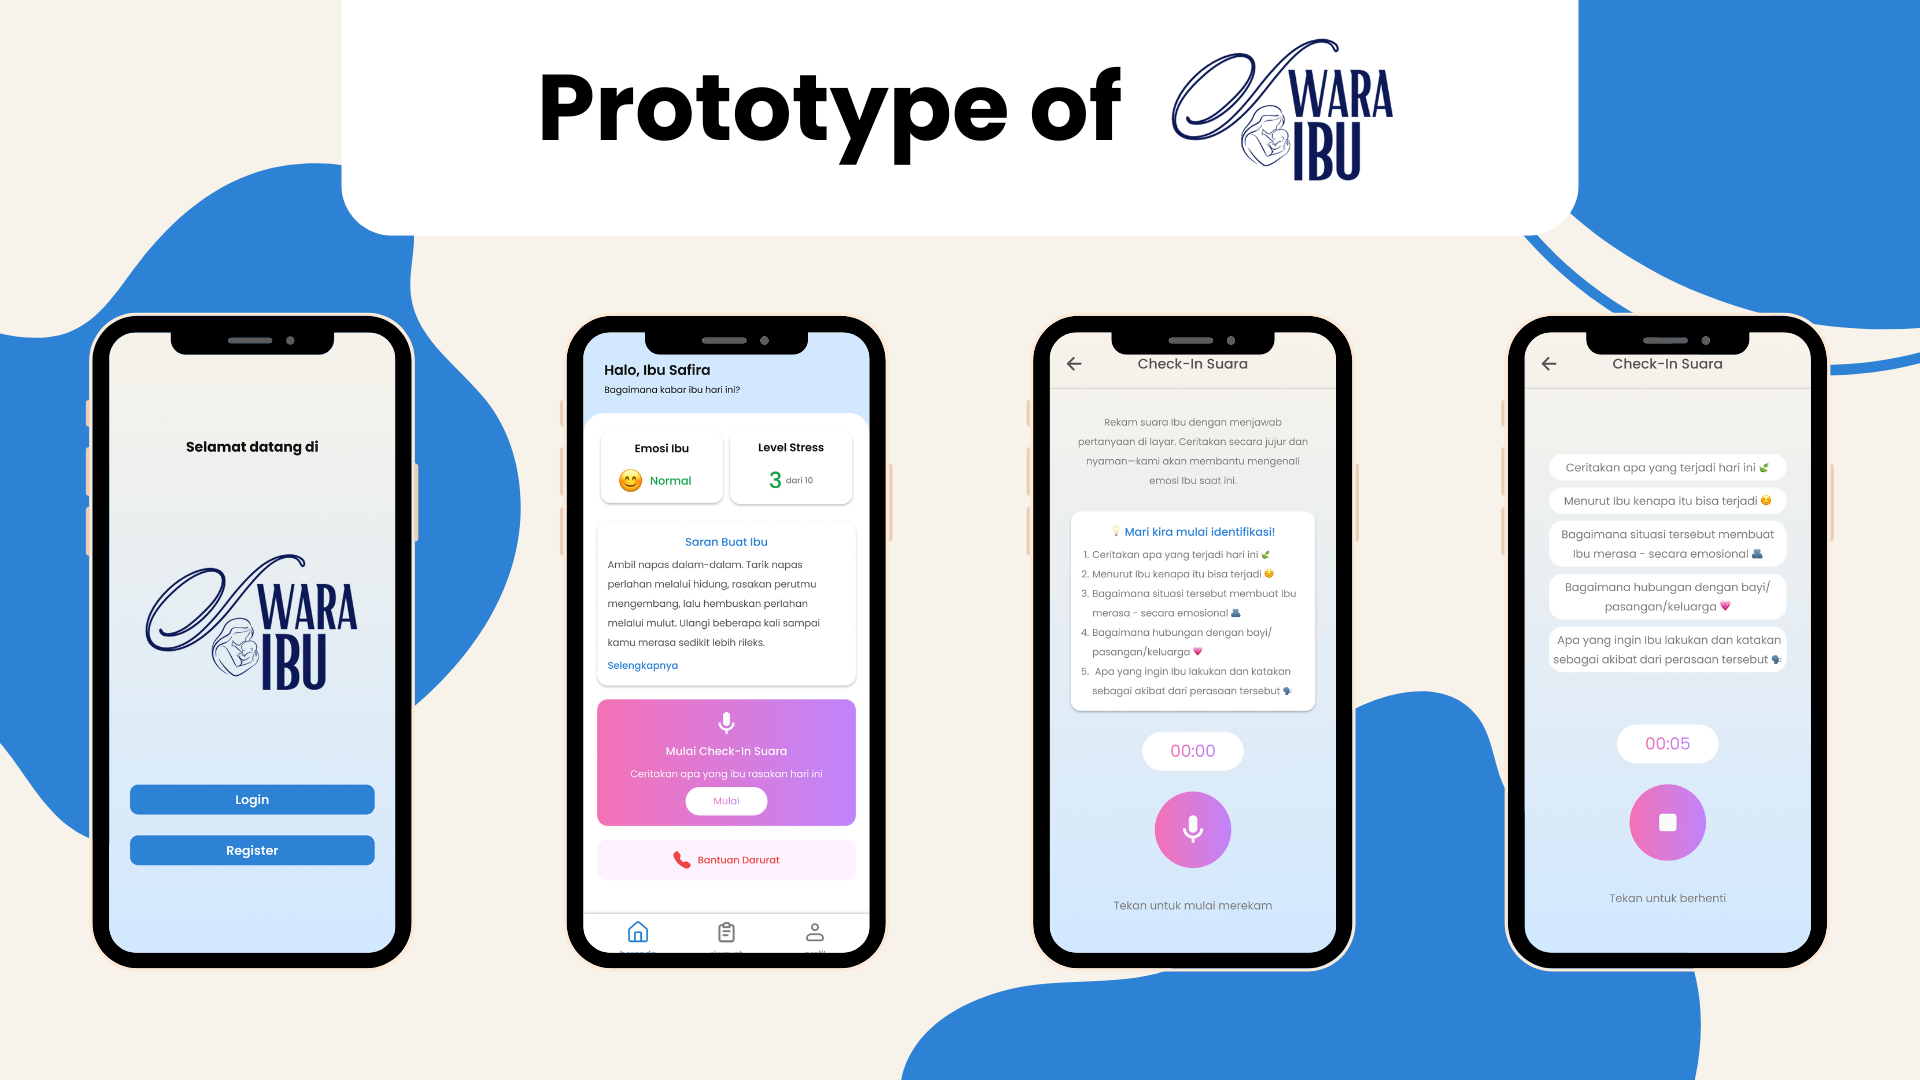 Prototype of
SWARA
IBU
Selamat datang di
SWARA
IBU
Login
Register
Halo, Ibu Safira
Bagaimana kabar ibu hari ini?
Emosi Ibu
😊 Normal
Level Stress
3 dari 10
Saran Buat Ibu
Ambil napas dalam-dalam. Tarik napas
perlahan melalui hidung, rasakan perutmu
mengembang, lalu hembuskan perlahan
melalui mulut. Ulangi beberapa kali sampai
kamu merasa sedikit lebih rileks.
Selengkapnya
Mulai Check-In Suara
Ceritakan apa yang ibu rasakan hari ini
Mulai
Bantuan Darurat
Check-In Suara
Rekam suara Ibu dengan menjawab
pertanyaan di layar. Ceritakan secara jujur dan
nyaman—kami akan membantu mengenali
emosi Ibu saat ini.
💡 Mari kira mulai identifikasi!
1. Ceritakan apa yang terjadi hari ini 🌿
2. Menurut Ibu kenapa itu bisa terjadi 😌
3. Bagaimana situasi tersebut membuat Ibu
merasa - secara emosional 🫂
4. Bagaimana hubungan dengan bayi/
pasangan/keluarga 💗
5. Apa yang ingin Ibu lakukan dan katakan
sebagai akibat dari perasaan tersebut 🗣️
00:00
Tekan untuk mulai merekam
Check-In Suara
Ceritakan apa yang terjadi hari ini 🌿
Menurut Ibu kenapa itu bisa terjadi 😌
Bagaimana situasi tersebut membuat
Ibu merasa - secara emosional 🫂
Bagaimana hubungan dengan bayi/
pasangan/keluarga 💗
Apa yang ingin Ibu lakukan dan katakan
sebagai akibat dari perasaan tersebut 🗣️
00:05
Tekan untuk berhenti